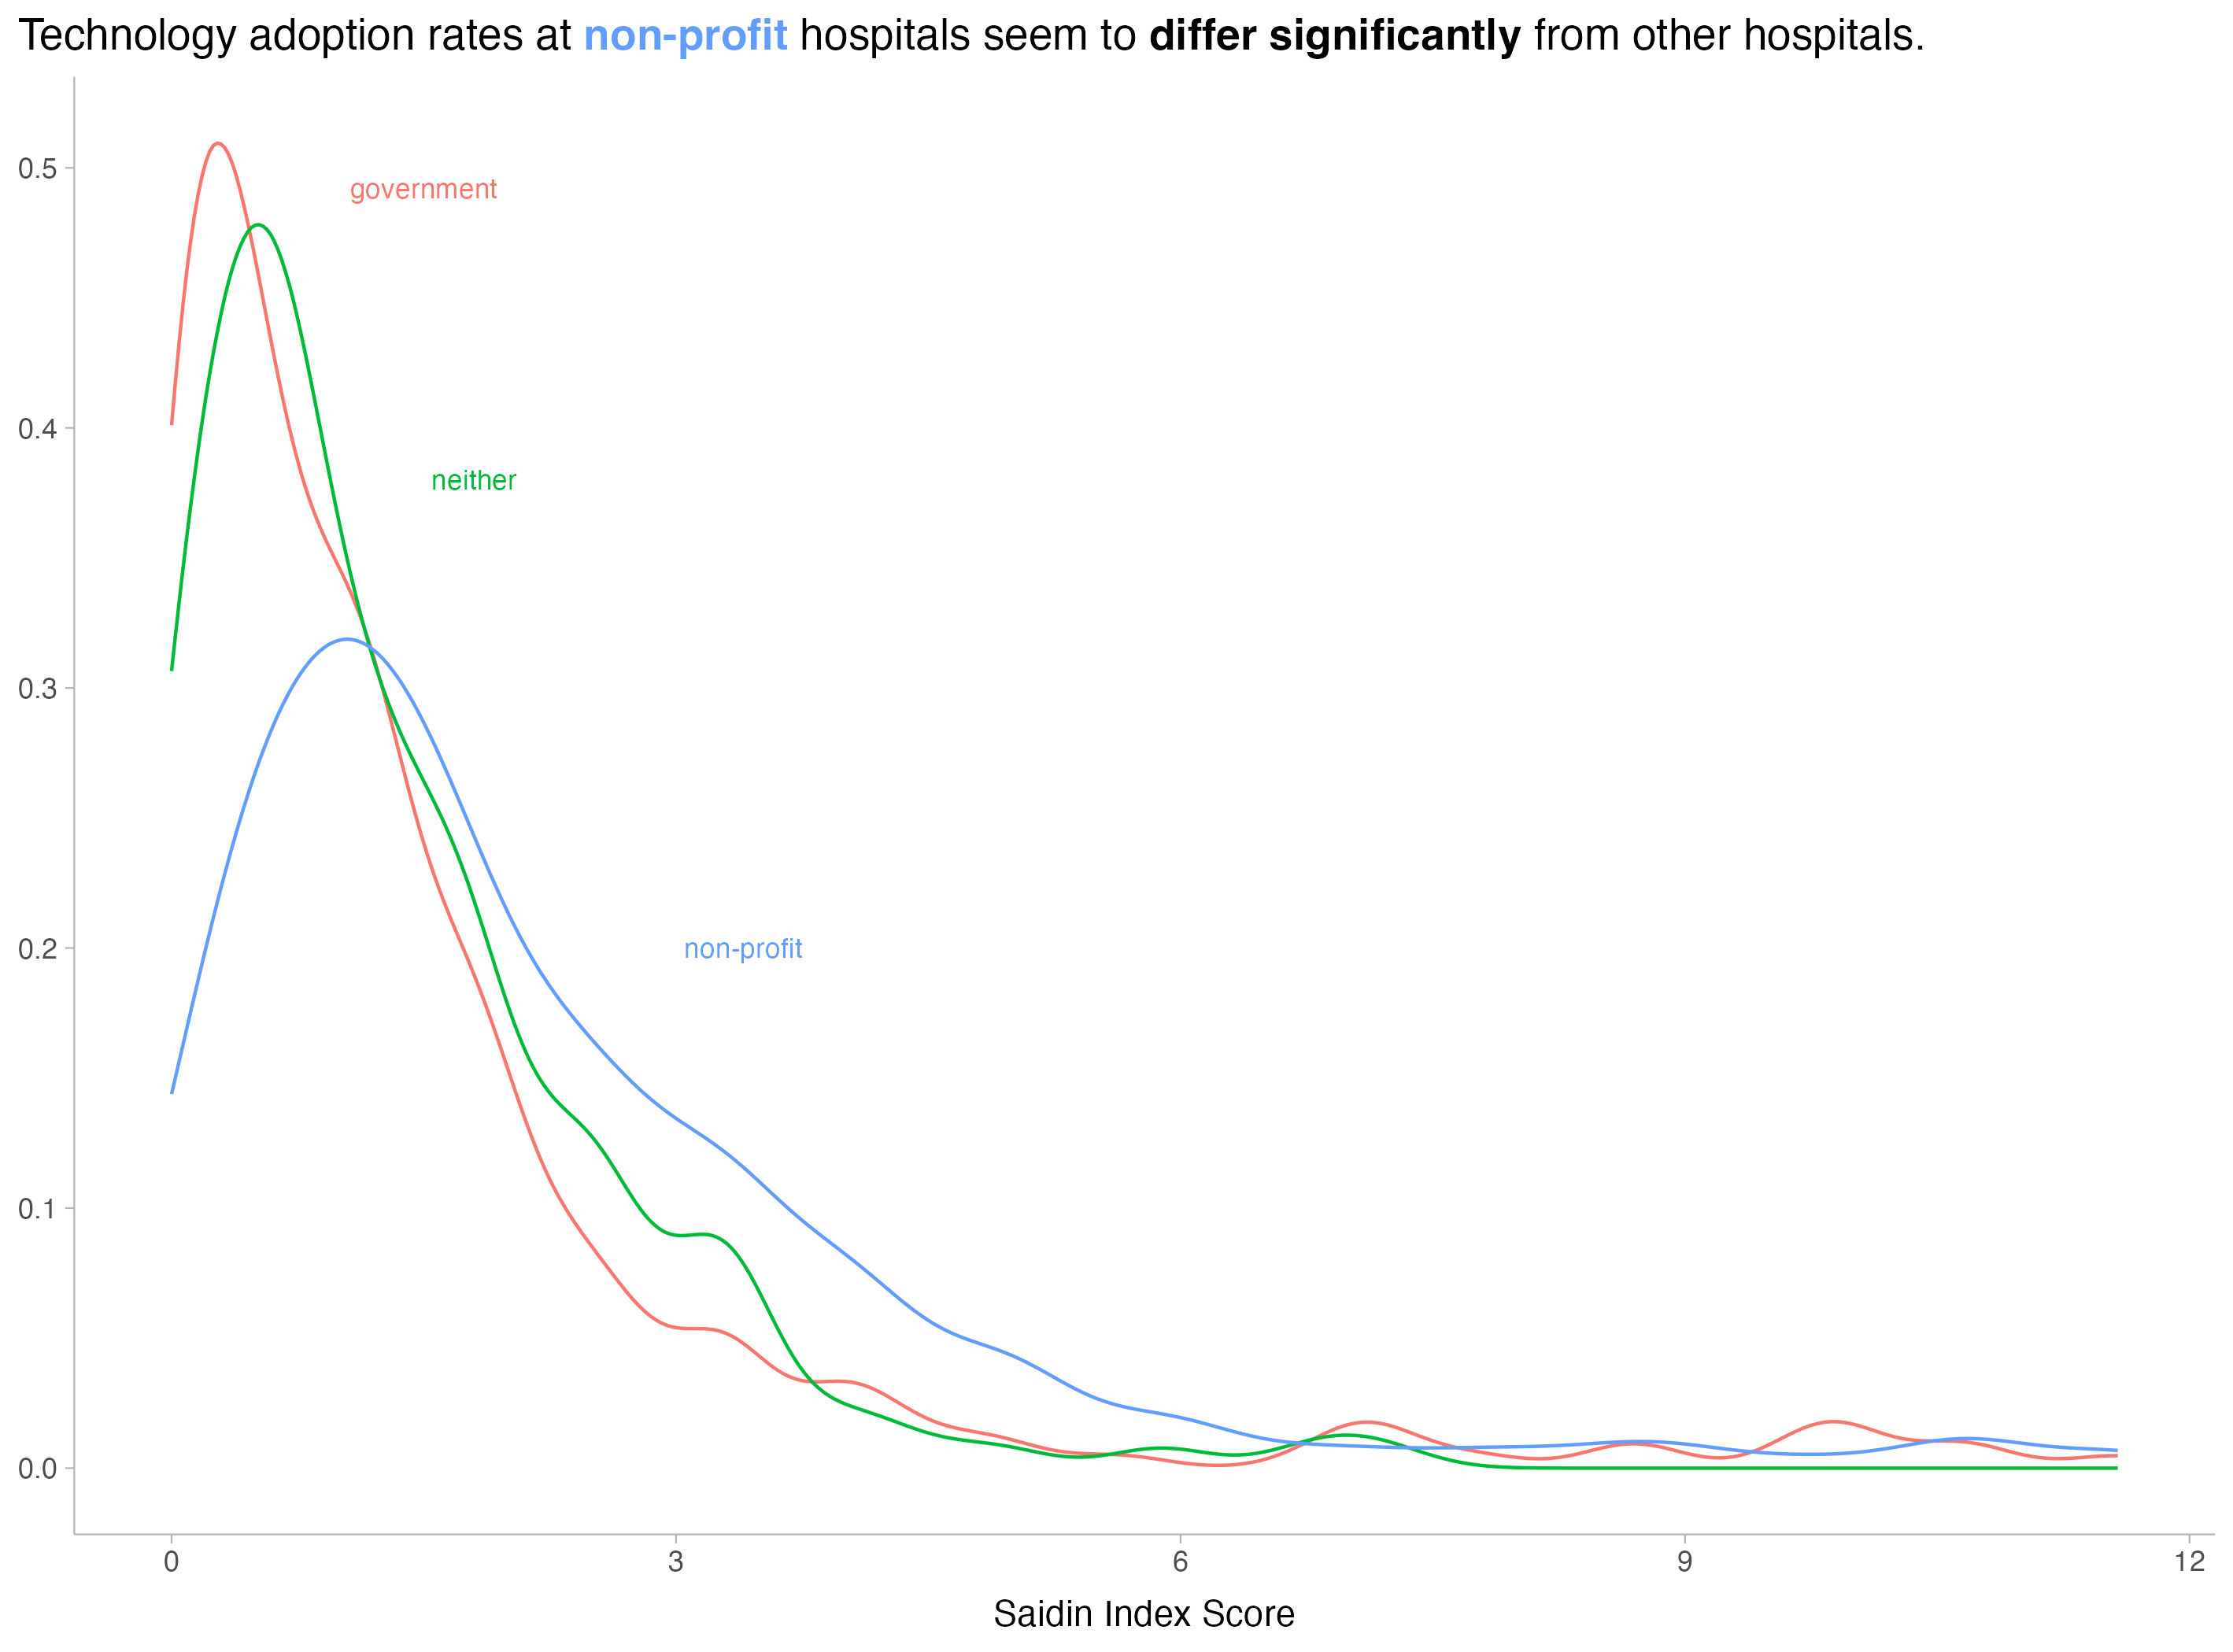 Technology adoption rates at non-profit hospitals seem to differ significantly from other hospitals.
0.5
government
0.4
neither
0.3
0.2
non-profit
0.1
0.0
0 3 6 9 12
Saidin Index Score